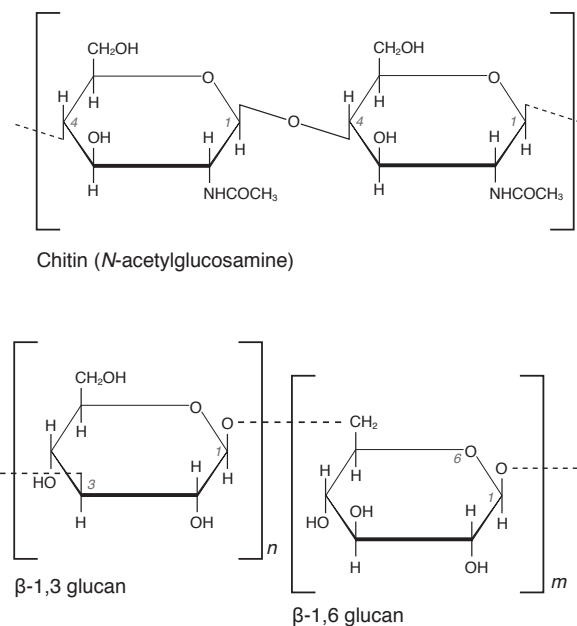 CH₂OH CH₂OH
O O
H H H H
4 1 O 4 1
OH H OH H
H NHCOCH₃ H NHCOCH₃
Chitin (N-acetylglucosamine)
CH₂OH
O O CH₂
H H 1 H O
HO 3 H H H 6 O
H OH n HO OH H 1 H
β-1,3 glucan H OH m
β-1,6 glucan